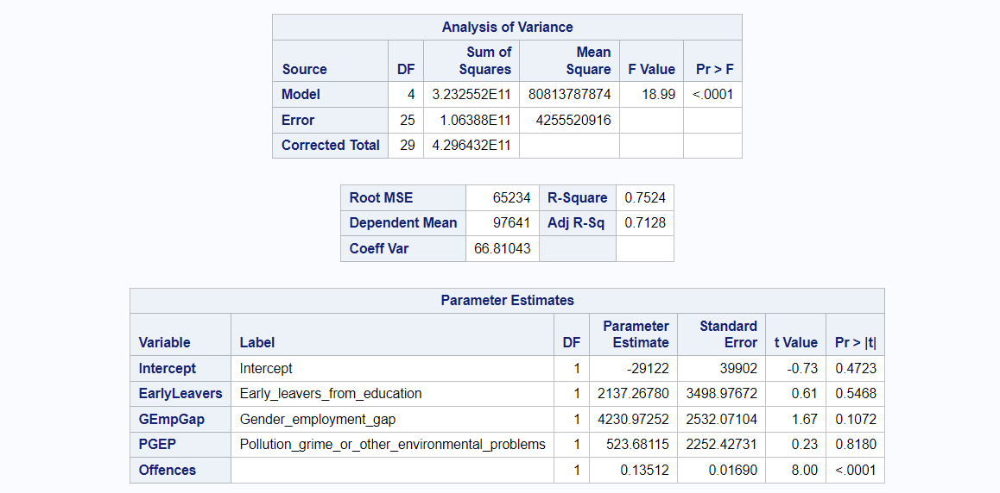 Analysis of Variance
Source DF Sum of Squares Mean Square F Value Pr > F
Model 4 3.232552E11 80813787874 18.99 <.0001
Error 25 1.06388E11 4255520916
Corrected Total 29 4.296432E11
Root MSE 65234 R-Square 0.7524
Dependent Mean 97641 Adj R-Sq 0.7128
Coeff Var 66.81043
Parameter Estimates
Variable Label DF Parameter Estimate Standard Error t Value Pr > |t|
Intercept Intercept 1 -29122 39902 -0.73 0.4723
EarlyLeavers Early_leavers_from_education 1 2137.26780 3498.97672 0.61 0.5468
GEmpGap Gender_employment_gap 1 4230.97252 2532.07104 1.67 0.1072
PGEP Pollution_grime_or_other_environmental_problems 1 523.68115 2252.42731 0.23 0.8180
Offences 1 0.13512 0.01690 8.00 <.0001